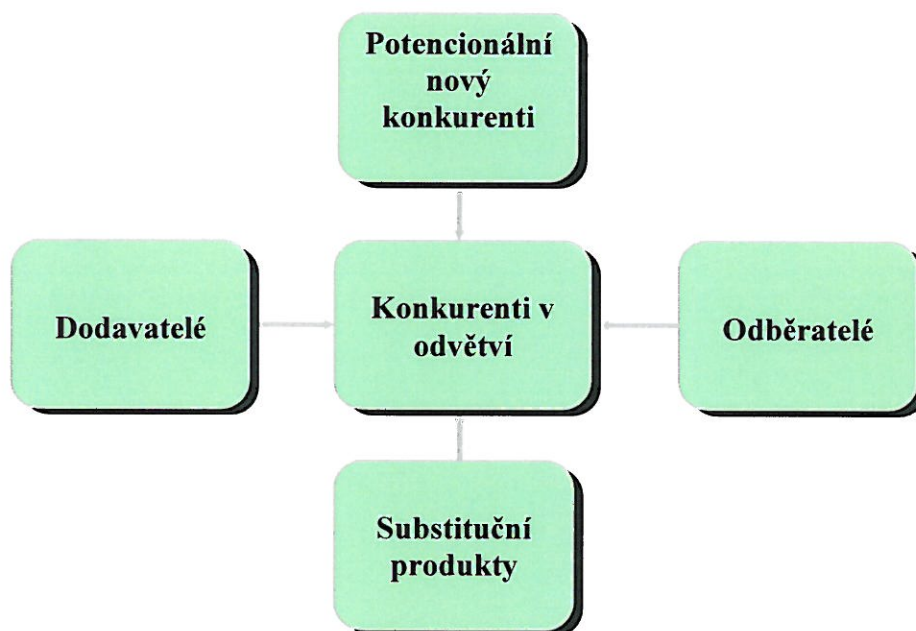 Potencionální
nový
konkurenti
Dodavatelé
Konkurenti v
odvětví
Odběratelé
Substituční
produkty